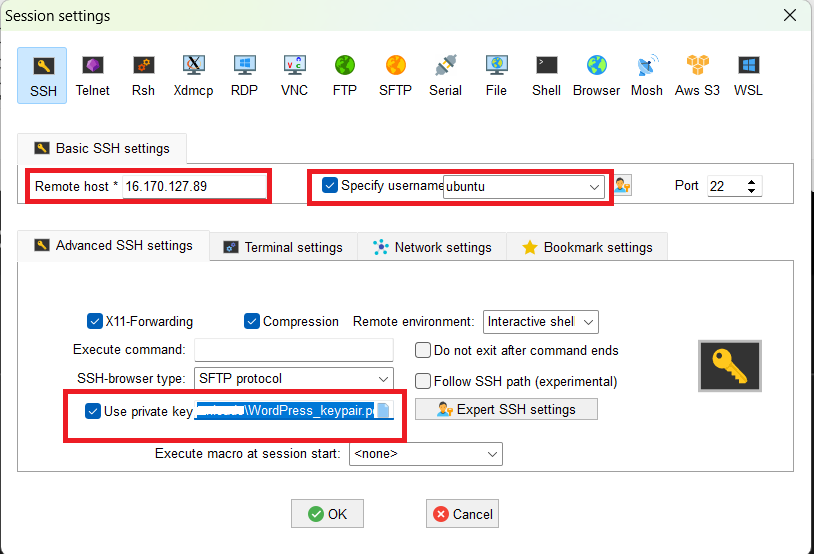 Session settings
SSH Telnet Rsh Xdmcp RDP VNC FTP SFTP Serial File Shell Browser Mosh Aws S3 WSL
Basic SSH settings
Remote host * 16.170.127.89 Specify username ubuntu Port 22
Advanced SSH settings Terminal settings Network settings Bookmark settings
X11-Forwarding Compression Remote environment: Interactive shell
Execute command: Do not exit after command ends
SSH-browser type: SFTP protocol Follow SSH path (experimental)
Use private key \WordPress_keypair.pe Expert SSH settings
Execute macro at session start: <none>
OK Cancel